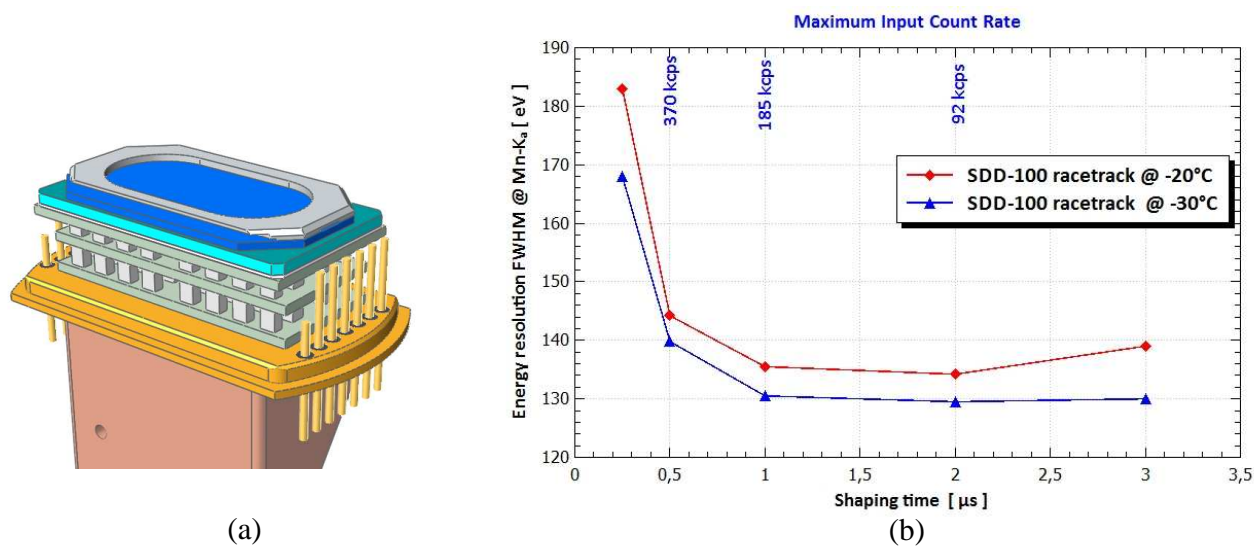 Maximum Input Count Rate
190
180
170
160
150
140
130
120
Energy resolution FWHM @ Mn-Kₐ [ eV ]
370 kcps
185 kcps
92 kcps
SDD-100 racetrack @ -20°C
SDD-100 racetrack @ -30°C
0 0,5 1 1,5 2 2,5 3 3,5
Shaping time [ µs ]
(a)
(b)